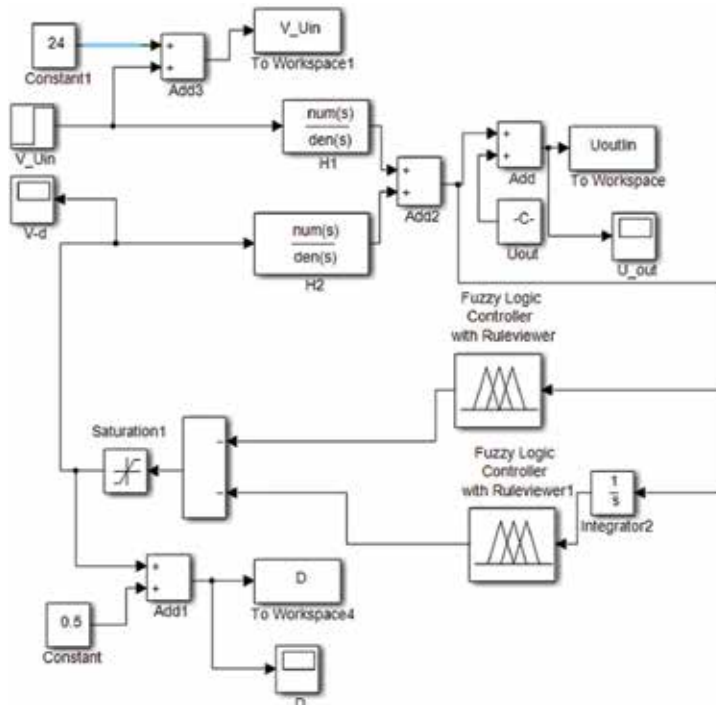 24
Constant1
+
+
Add3
V_Uin
To Workspace1
V_Uin
num(s)
den(s)
H1
+
+
Add2
+
+
Add
Uoutlin
To Workspace
V-d
num(s)
den(s)
H2
-C-
Uout
U_out
Fuzzy Logic
Controller
with Ruleviewer
Saturation1
-
-
Fuzzy Logic
Controller
with Ruleviewer1
1
s
Integrator2
+
+
Add1
0.5
Constant
D
To Workspace4
D